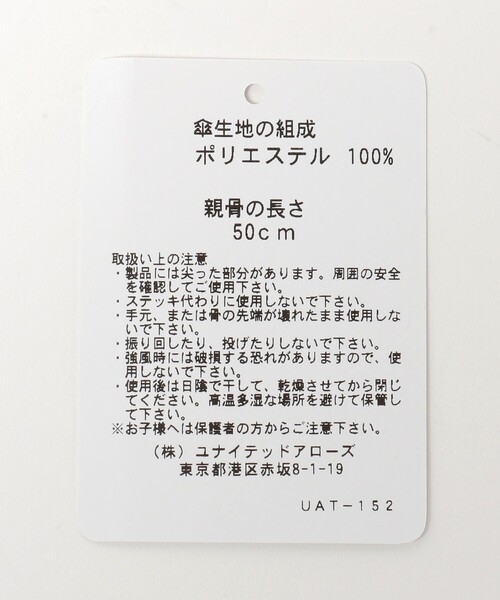 傘生地の組成
ポリエステル 100%
親骨の長さ
50cm
取扱い上の注意
・製品には尖った部分があります。周囲の安全
を確認してご使用下さい。
・ステッキ代わりに使用しないで下さい。
・手元、または骨の先端が壊れたまま使用しな
いで下さい。
・振り回したり、投げたりしないで下さい。
・強風時には破損する恐れがありますので、使
用しないで下さい。
・使用後は日陰で干して、乾燥させてから閉じ
てください。高温多湿な場所を避けて保管し
て下さい。
※お子様へは保護者の方からご注意下さい。
(株) ユナイテッドアローズ
東京都港区赤坂8-1-19
UAT-152